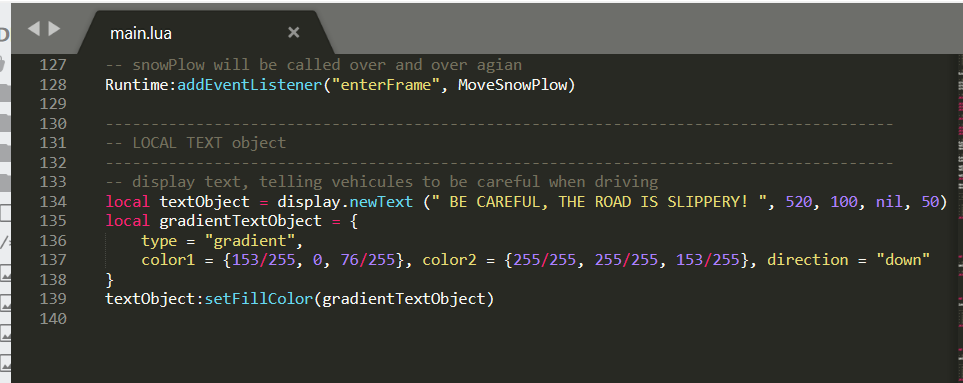 main.lua
127 -- snowPlow will be called over and over agian
128 Runtime:addEventListener("enterFrame", MoveSnowPlow)
129
130 ---------------------------------------------------------------------------------------
131 -- LOCAL TEXT object
132 ---------------------------------------------------------------------------------------
133 -- display text, telling vehicules to be careful when driving
134 local textObject = display.newText (" BE CAREFUL, THE ROAD IS SLIPPERY! ", 520, 100, nil, 50)
135 local gradientTextObject = {
136     type = "gradient",
137     color1 = {153/255, 0, 76/255}, color2 = {255/255, 255/255, 153/255}, direction = "down"
138 }
139 textObject:setFillColor(gradientTextObject)
140